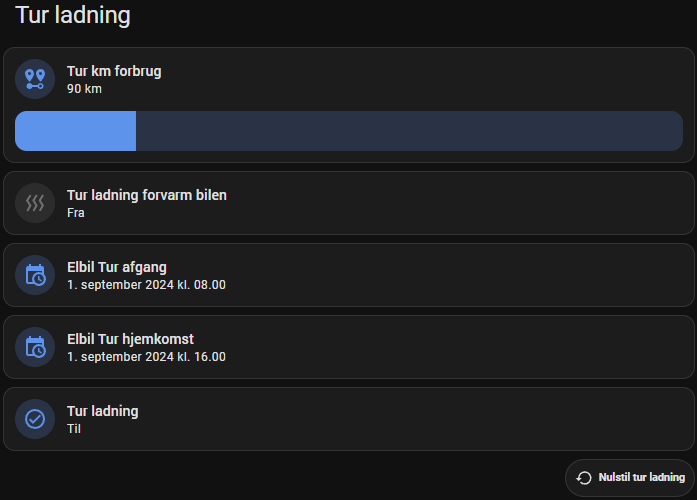 Tur ladning
Tur km forbrug
90 km
Tur ladning forvarm bilen
Fra
Elbil Tur afgang
1. september 2024 kl. 08.00
Elbil Tur hjemkomst
1. september 2024 kl. 16.00
Tur ladning
Til
Nulstil tur ladning